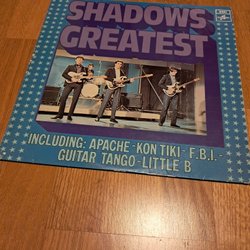 SHADOWS
GREATEST
INCLUDING: APACHE-KON TIKI-F.B.I.-
GUITAR TANGO-LITTLE B